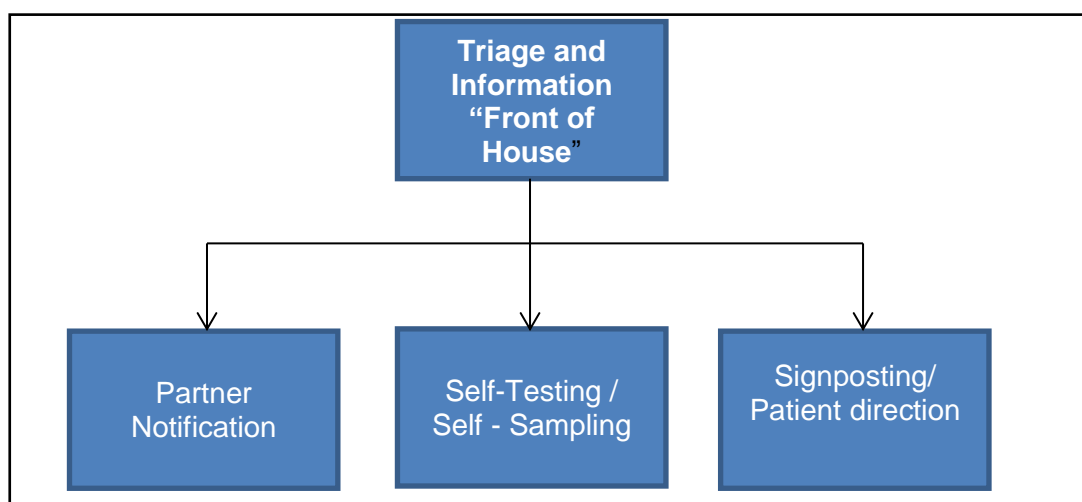 Triage and
Information
“Front of
House”
Partner
Notification
Self-Testing /
Self - Sampling
Signposting/
Patient direction